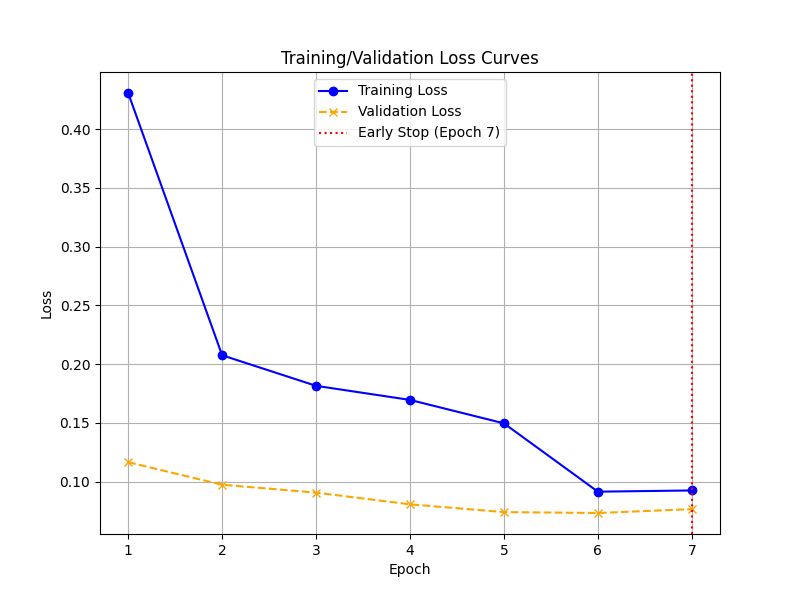 Training/Validation Loss Curves
Training Loss
Validation Loss
Early Stop (Epoch 7)
0.40
0.35
0.30
0.25
0.20
0.15
0.10
Loss
1 2 3 4 5 6 7
Epoch